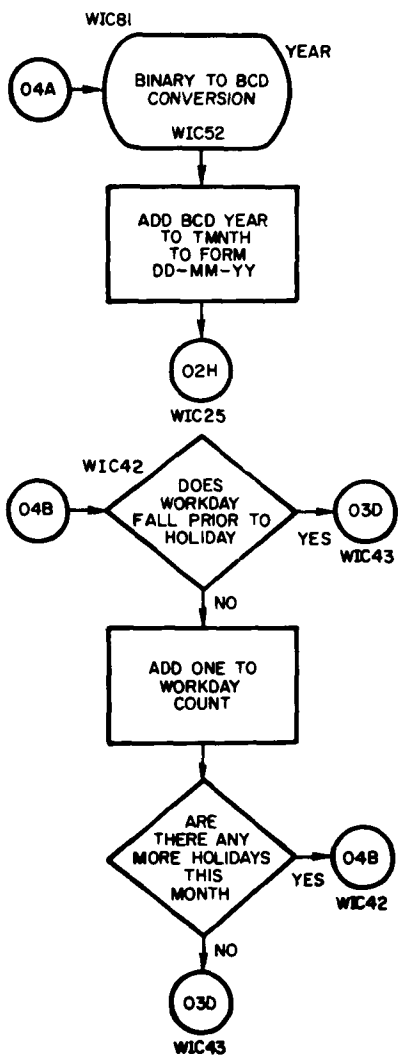 WIC81
YEAR
04A
BINARY TO BCD
CONVERSION
WIC52
ADD BCD YEAR
TO TMNTH
TO FORM
DD-MM-YY
02H
WIC25
WIC42
04B
DOES
WORKDAY
FALL PRIOR TO
HOLIDAY
YES
03D
WIC43
NO
ADD ONE TO
WORKDAY
COUNT
ARE
THERE ANY
MORE HOLIDAYS
THIS
MONTH
YES
04B
WIC42
NO
03D
WIC43